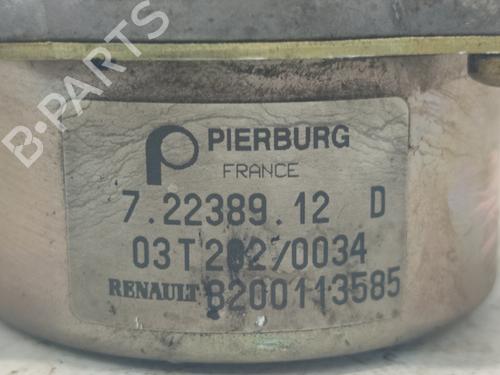 B-PARTS
PIERBURG
FRANCE
7.22389.12 D
03T 202/0034
RENAULT 8200113585